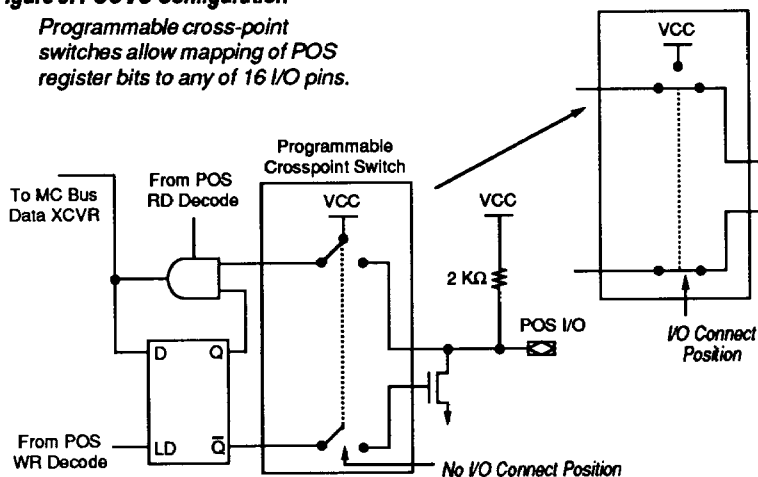 Programmable cross-point
switches allow mapping of POS
register bits to any of 16 I/O pins.
VCC
I/O Connect
Position
Programmable
Crosspoint Switch
To MC Bus
Data XCVR
From POS
RD Decode
VCC
VCC
2 KΩ
POS I/O
D Q
LD Q̅
From POS
WR Decode
No I/O Connect Position